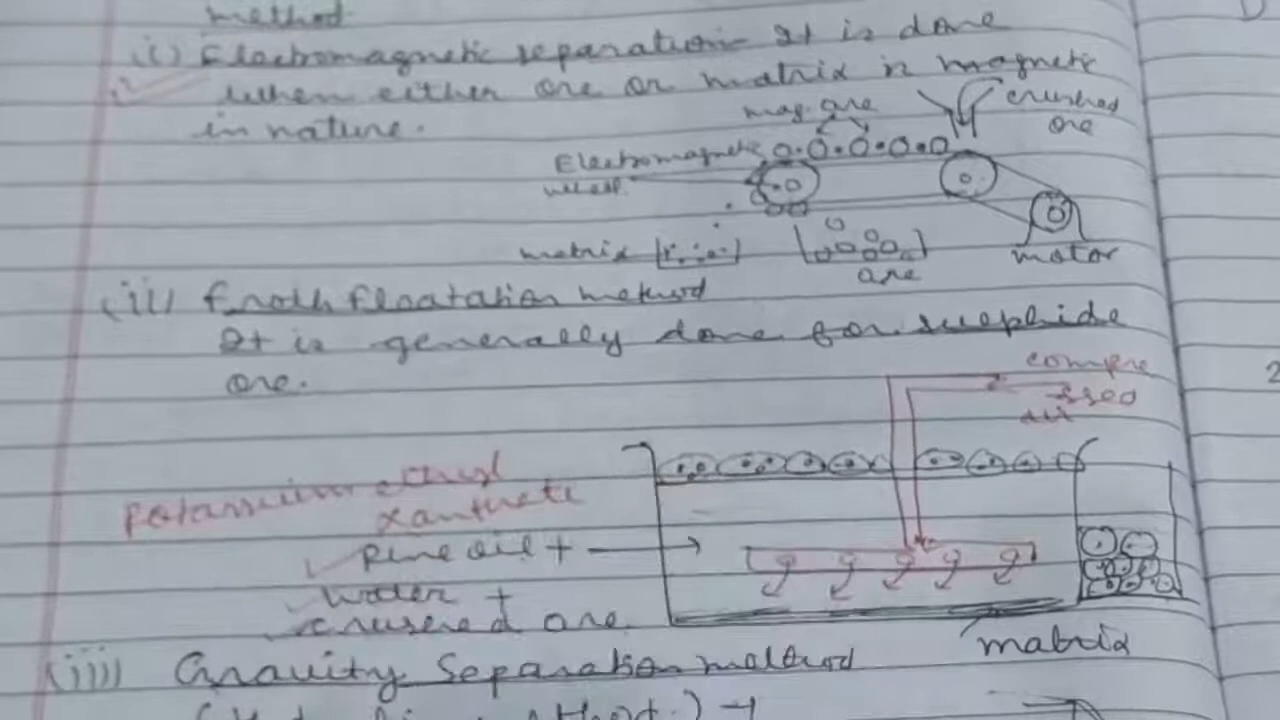 method
(i) Electromagnetic separation- It is done
when either ore or matrix is magnetic
in nature.
mag. ore
crushed
ore
Electromagnetic
wheel
matrix
ore
motor
(ii) Froth floatation method
It is generally done for sulphide
ore.
compre
ssed
air
Potassium ethyl
xanthate
Pine oil +
water +
crushed ore
matrix
(iii) Gravity Separation method